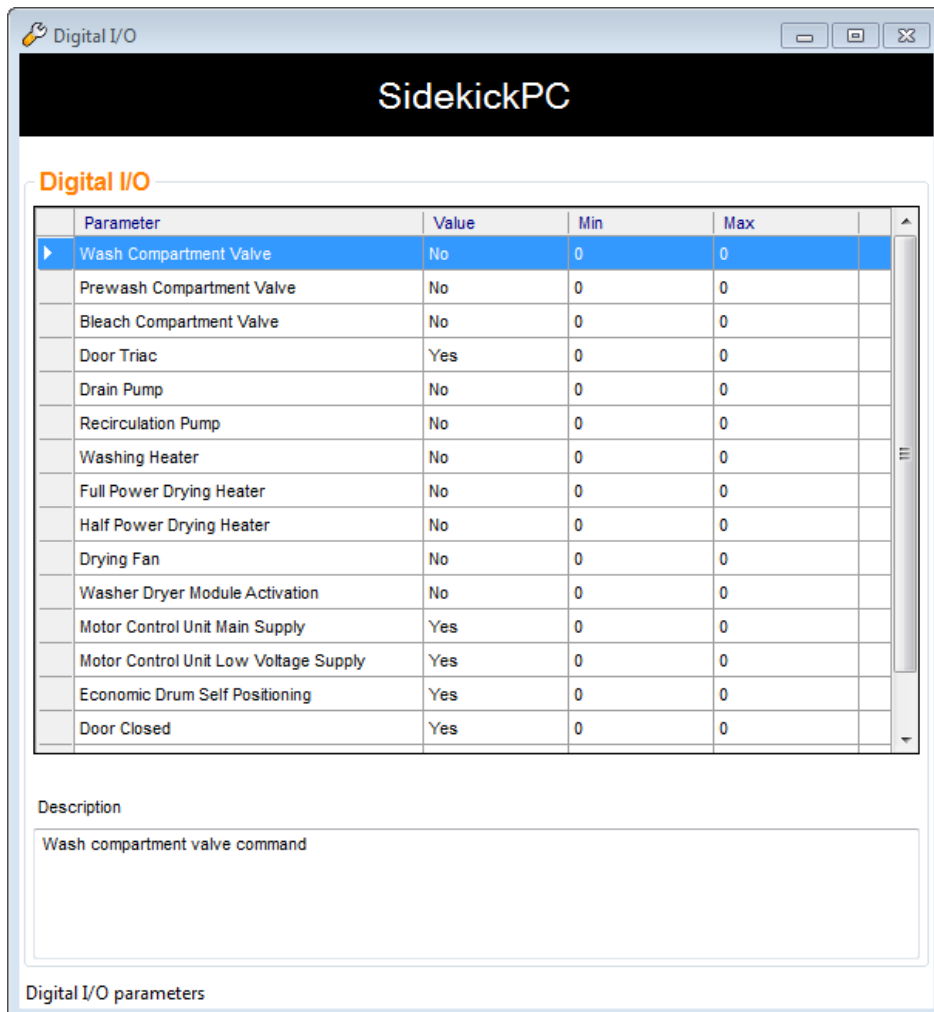 Digital I/O
SidekickPC
Digital I/O
Parameter Value Min Max
Wash Compartment Valve No 0 0
Prewash Compartment Valve No 0 0
Bleach Compartment Valve No 0 0
Door Triac Yes 0 0
Drain Pump No 0 0
Recirculation Pump No 0 0
Washing Heater No 0 0
Full Power Drying Heater No 0 0
Half Power Drying Heater No 0 0
Drying Fan No 0 0
Washer Dryer Module Activation No 0 0
Motor Control Unit Main Supply Yes 0 0
Motor Control Unit Low Voltage Supply Yes 0 0
Economic Drum Self Positioning Yes 0 0
Door Closed Yes 0 0
Description
Wash compartment valve command
Digital I/O parameters